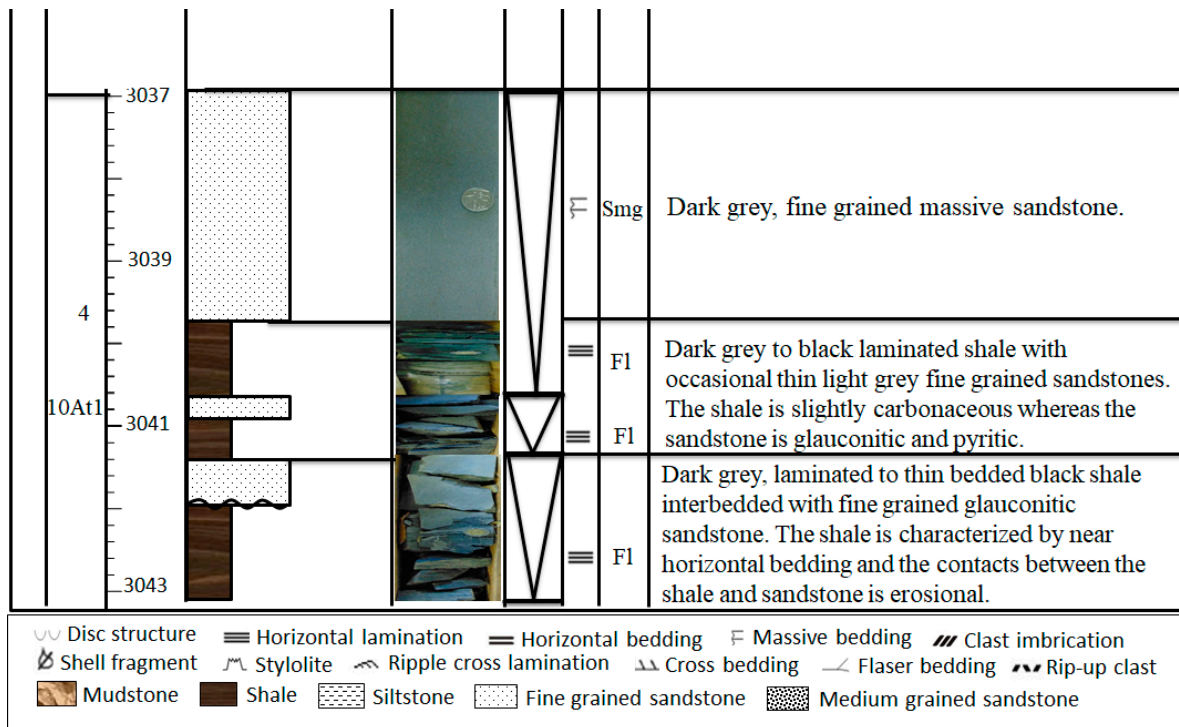 3037
3039
4
10At1
3041
3043
Smg
Dark grey, fine grained massive sandstone.
Fl
Dark grey to black laminated shale with
occasional thin light grey fine grained sandstones.
The shale is slightly carbonaceous whereas the
sandstone is glauconitic and pyritic.
Fl
Dark grey, laminated to thin bedded black shale
interbedded with fine grained glauconitic
sandstone. The shale is characterized by near
horizontal bedding and the contacts between the
shale and sandstone is erosional.
Fl
Disc structure Horizontal lamination Horizontal bedding Massive bedding Clast imbrication
Shell fragment Stylolite Ripple cross lamination Cross bedding Flaser bedding Rip-up clast
Mudstone Shale Siltstone Fine grained sandstone Medium grained sandstone